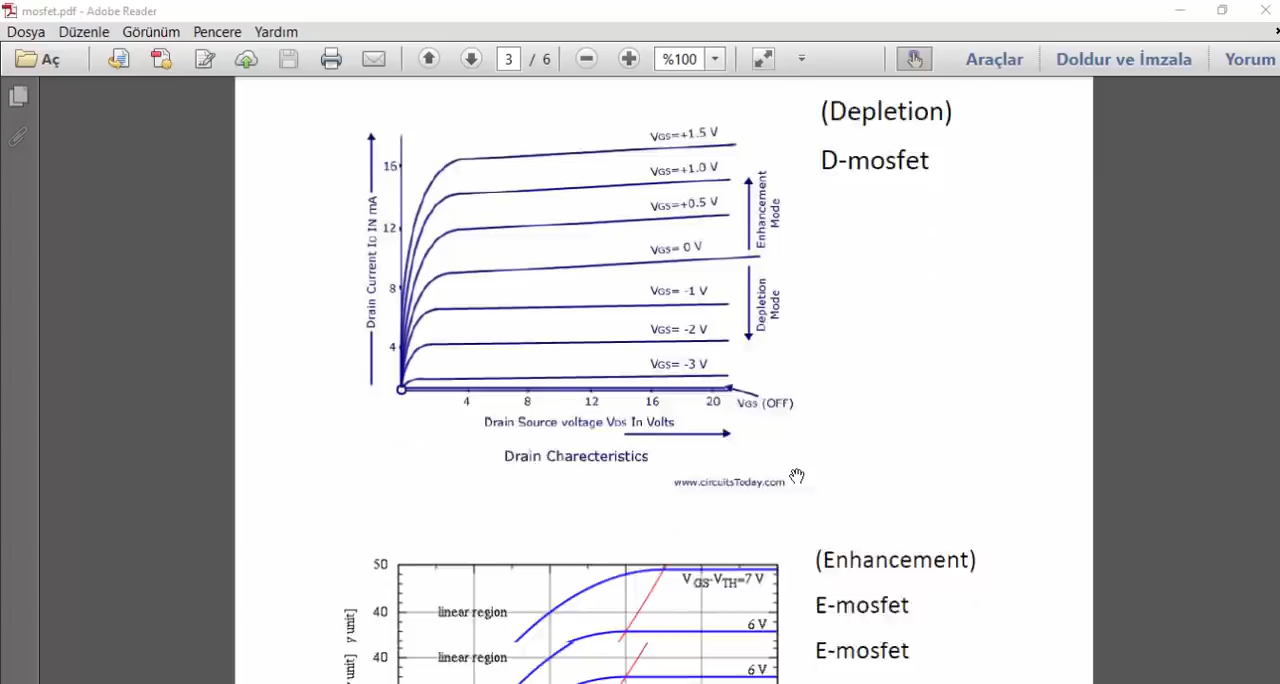 mosfet.pdf - Adobe Reader
Dosya Düzenle Görünüm Pencere Yardım
Aç 3 / 6 %100 Araçlar Doldur ve İmzala Yorum
(Depletion)
D-mosfet
VGS=+1.5 V
16
VGS=+1.0 V
VGS=+0.5 V
12
VGS= 0 V
Enhancement
Mode
8
VGS= -1 V
Depletion
Mode
VGS= -2 V
4
VGS= -3 V
Drain Current ID IN mA
4 8 12 16 20
VGS (OFF)
Drain Source voltage VDS In Volts
Drain Charecteristics
www.circuitsToday.com
(Enhancement)
E-mosfet
E-mosfet
50
VGS-VTH=7 V
40
linear region
6 V
40
linear region
6 V
y unit]
y unit]